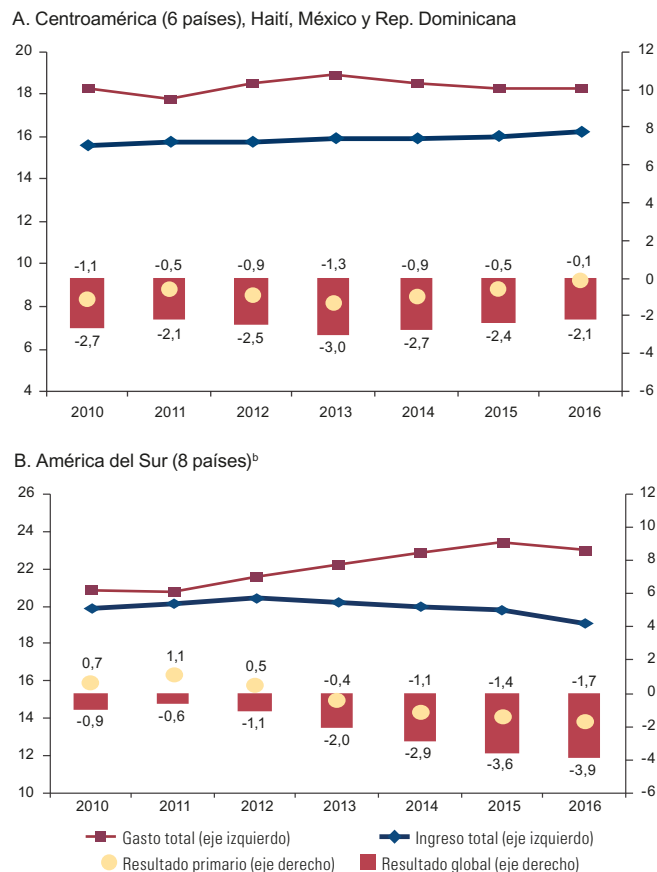 A. Centroamérica (6 países), Haití, México y Rep. Dominicana
20 12
18 10
16 8
14 6
12 4
10 2
8 0
6 -2
4 -4
-6
-1,1 -0,5 -0,9 -1,3 -0,9 -0,5 -0,1
-2,7 -2,1 -2,5 -3,0 -2,7 -2,4 -2,1
2010 2011 2012 2013 2014 2015 2016
B. América del Sur (8 países)ᵇ
26 12
24 10
22 8
20 6
18 4
16 2
14 0
12 -2
10 -4
-6
0,7 1,1 0,5 -0,4 -1,1 -1,4 -1,7
-0,9 -0,6 -1,1 -2,0 -2,9 -3,6 -3,9
2010 2011 2012 2013 2014 2015 2016
Gasto total (eje izquierdo) Ingreso total (eje izquierdo)
Resultado primario (eje derecho) Resultado global (eje derecho)